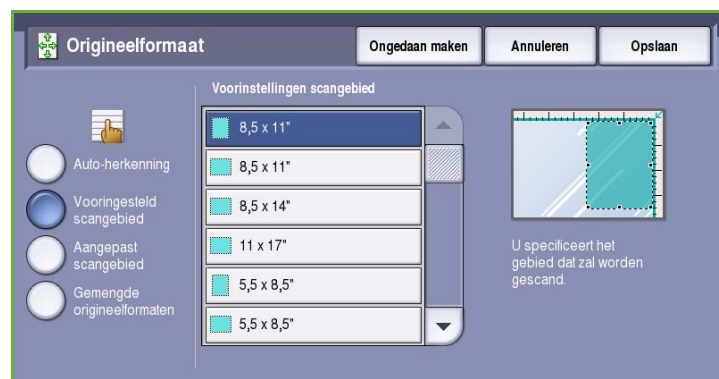 Origineelformaat
Ongedaan maken
Annuleren
Opslaan
Voorinstellingen scangebied
Auto-herkenning
Vooringesteld
scangebied
Aangepast
scangebied
Gemengde
origineelformaten
8,5 x 11"
8,5 x 11"
8,5 x 14"
11 x 17"
5,5 x 8,5"
5,5 x 8,5"
U specificeert het
gebied dat zal worden
gescand.